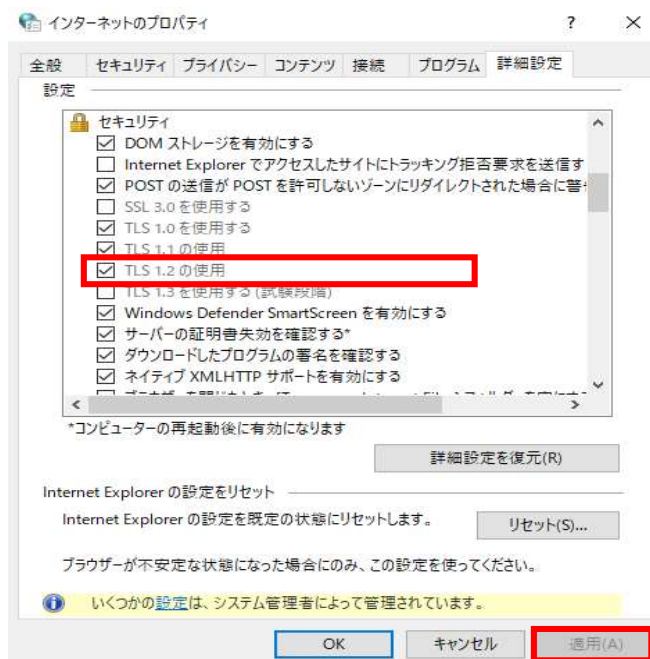 インターネットのプロパティ ? ×
全般 セキュリティ プライバシー コンテンツ 接続 プログラム 詳細設定
設定
セキュリティ
DOM ストレージを有効にする
Internet Explorer でアクセスしたサイトにトラッキング拒否要求を送信す
POST の送信が POST を許可しないゾーンにリダイレクトされた場合に警
SSL 3.0 を使用する
TLS 1.0 を使用する
TLS 1.1 の使用
TLS 1.2 の使用
TLS 1.3 を使用する (試験段階)
Windows Defender SmartScreen を有効にする
サーバーの証明書失効を確認する*
ダウンロードしたプログラムの署名を確認する
ネイティブ XMLHTTP サポートを有効にする
*コンピューターの再起動後に有効になります
詳細設定を復元(R)
Internet Explorer の設定をリセット
Internet Explorer の設定を既定の状態にリセットします。
リセット(S)...
ブラウザーが不安定な状態になった場合にのみ、この設定を使ってください。
いくつかの設定は、システム管理者によって管理されています。
OK キャンセル 適用(A)